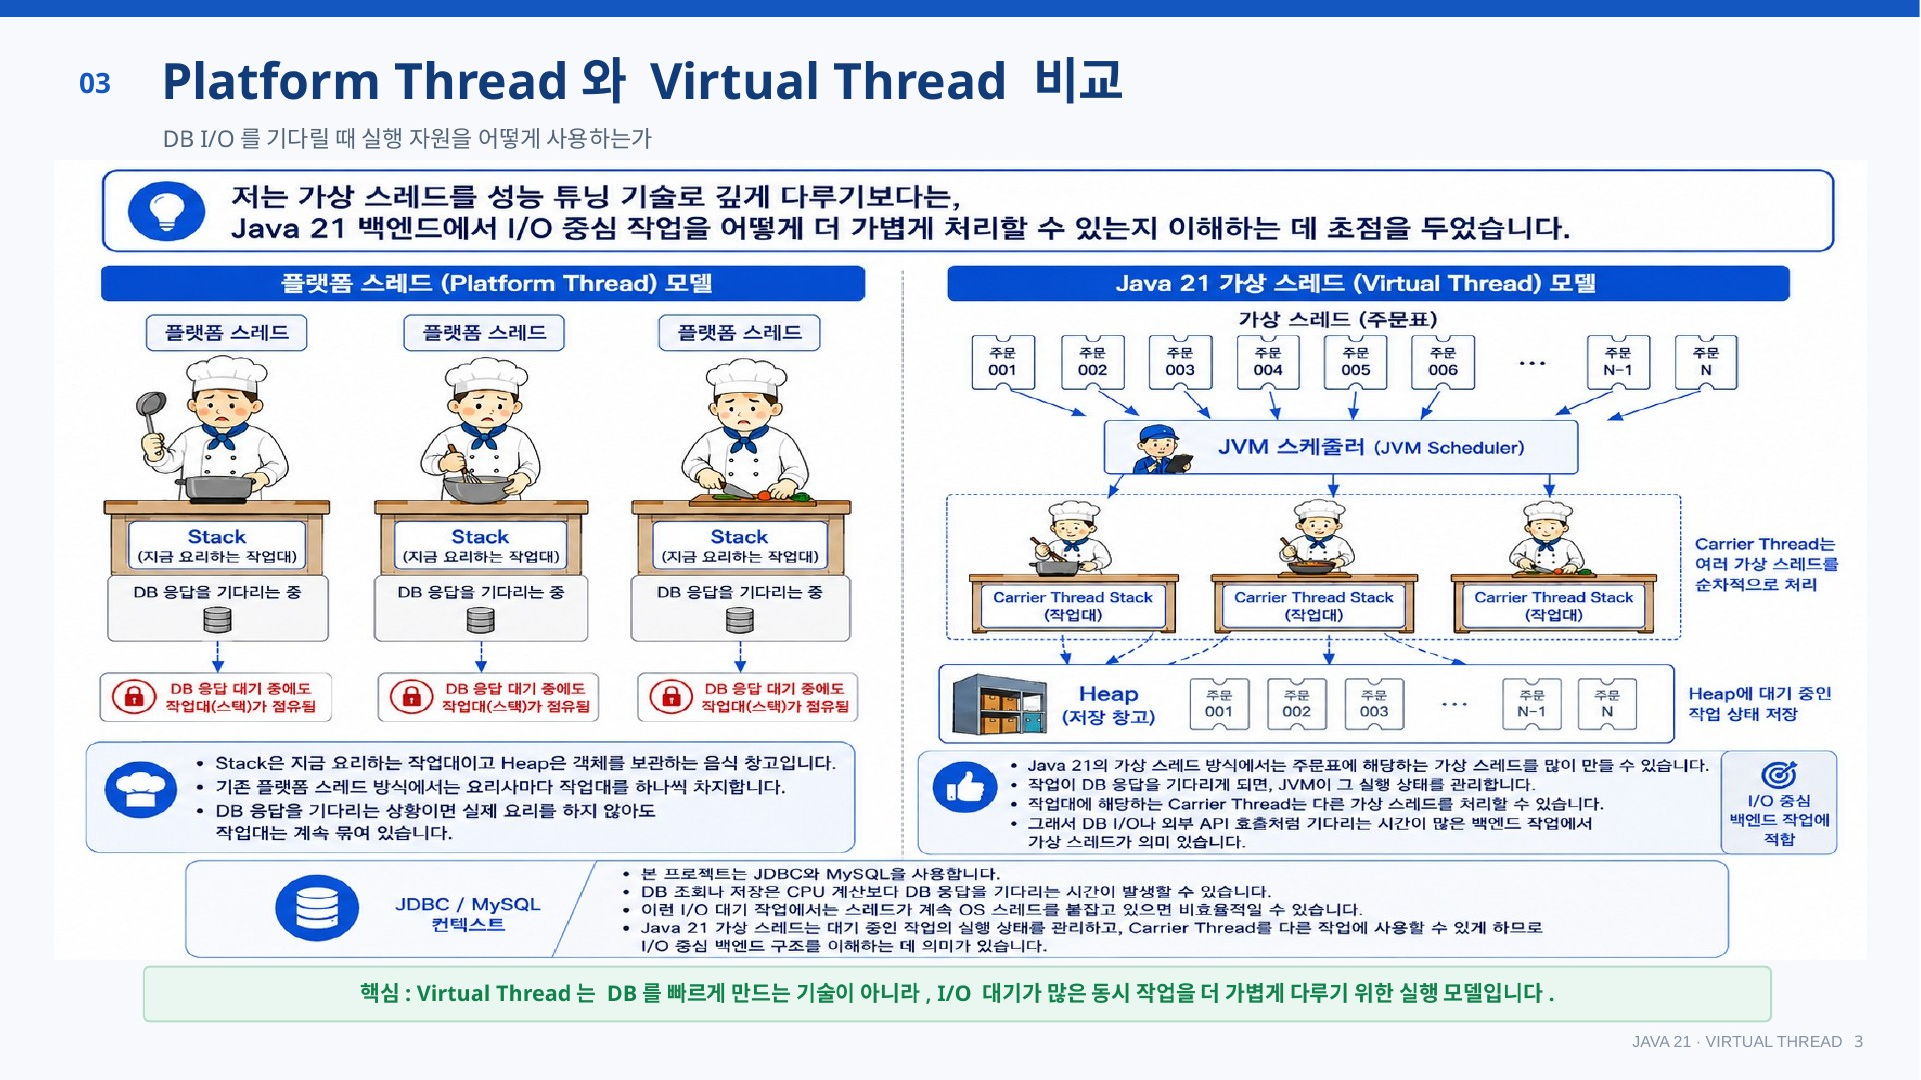 03
Platform Thread 와 Virtual Thread 비교
DB I/O 를 기다릴 때 실행 자원을 어떻게 사용하는가
저는 가상 스레드를 성능 튜닝 기술로 깊게 다루기보다는,
Java 21 백엔드에서 I/O 중심 작업을 어떻게 더 가볍게 처리할 수 있는지 이해하는 데 초점을 두었습니다.
플랫폼 스레드 (Platform Thread) 모델
플랫폼 스레드
플랫폼 스레드
플랫폼 스레드
Stack
(지금 요리하는 작업대)
Stack
(지금 요리하는 작업대)
Stack
(지금 요리하는 작업대)
DB 응답을 기다리는 중
DB 응답을 기다리는 중
DB 응답을 기다리는 중
DB 응답 대기 중에도
작업대(스택)가 점유됨
DB 응답 대기 중에도
작업대(스택)가 점유됨
DB 응답 대기 중에도
작업대(스택)가 점유됨
• Stack은 지금 요리하는 작업대이고 Heap은 객체를 보관하는 음식 창고입니다.
• 기존 플랫폼 스레드 방식에서는 요리사마다 작업대를 하나씩 차지합니다.
• DB 응답을 기다리는 상황이면 실제 요리를 하지 않아도
작업대는 계속 묶여 있습니다.
Java 21 가상 스레드 (Virtual Thread) 모델
가상 스레드 (주문표)
주문
001
주문
002
주문
003
주문
004
주문
005
주문
006
···
주문
N-1
주문
N
JVM 스케줄러 (JVM Scheduler)
Carrier Thread Stack
(작업대)
Carrier Thread Stack
(작업대)
Carrier Thread Stack
(작업대)
Carrier Thread는
여러 가상 스레드를
순차적으로 처리
Heap
(저장 창고)
주문
001
주문
002
주문
003
···
주문
N-1
주문
N
Heap에 대기 중인
작업 상태 저장
• Java 21의 가상 스레드 방식에서는 주문표에 해당하는 가상 스레드를 많이 만들 수 있습니다.
• 작업이 DB 응답을 기다리게 되면, JVM이 그 실행 상태를 관리합니다.
• 작업대에 해당하는 Carrier Thread는 다른 가상 스레드를 처리할 수 있습니다.
• 그래서 DB I/O나 외부 API 호출처럼 기다리는 시간이 많은 백엔드 작업에서
가상 스레드가 의미 있습니다.
I/O 중심
백엔드 작업에
적합
JDBC / MySQL
컨텍스트
• 본 프로젝트는 JDBC와 MySQL을 사용합니다.
• DB 조회나 저장은 CPU 계산보다 DB 응답을 기다리는 시간이 발생할 수 있습니다.
• 이런 I/O 대기 작업에서는 스레드가 계속 OS 스레드를 붙잡고 있으면 비효율적일 수 있습니다.
• Java 21 가상 스레드는 대기 중인 작업의 실행 상태를 관리하고, Carrier Thread를 다른 작업에 사용할 수 있게 하므로
I/O 중심 백엔드 구조를 이해하는 데 의미가 있습니다.
핵심 : Virtual Thread 는 DB 를 빠르게 만드는 기술이 아니라 , I/O 대기가 많은 동시 작업을 더 가볍게 다루기 위한 실행 모델입니다 .
JAVA 21 · VIRTUAL THREAD 3